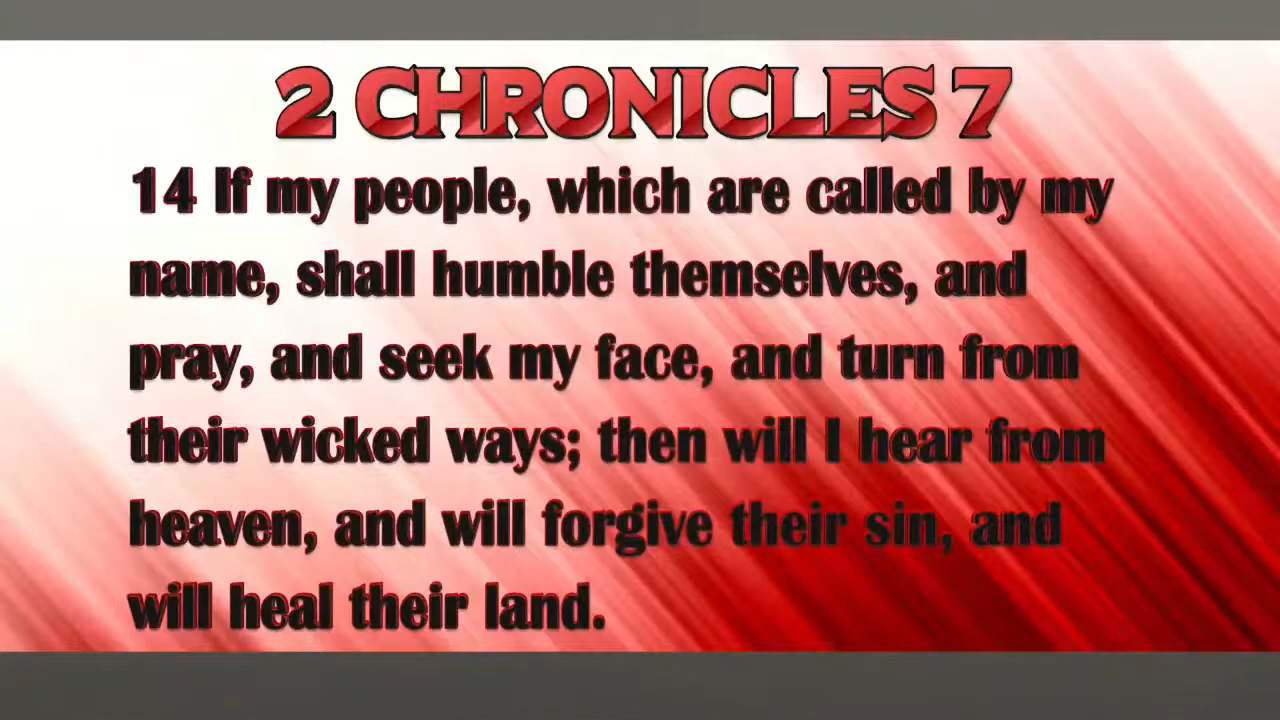 2 CHRONICLES 7
14 If my people, which are called by my
name, shall humble themselves, and
pray, and seek my face, and turn from
their wicked ways; then will I hear from
heaven, and will forgive their sin, and
will heal their land.